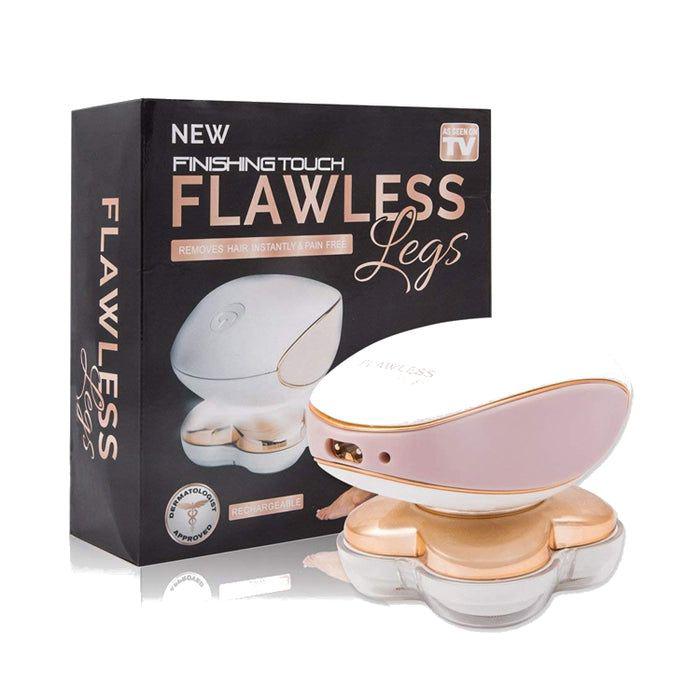 NEW
AS SEEN ON
TV
FINISHING TOUCH
FLAWLESS
Legs
REMOVES HAIR INSTANTLY & PAIN FREE
FLAWLESS
Legs
FLAWLESS
DERMATOLOGIST
APPROVED
RECHARGEABLE